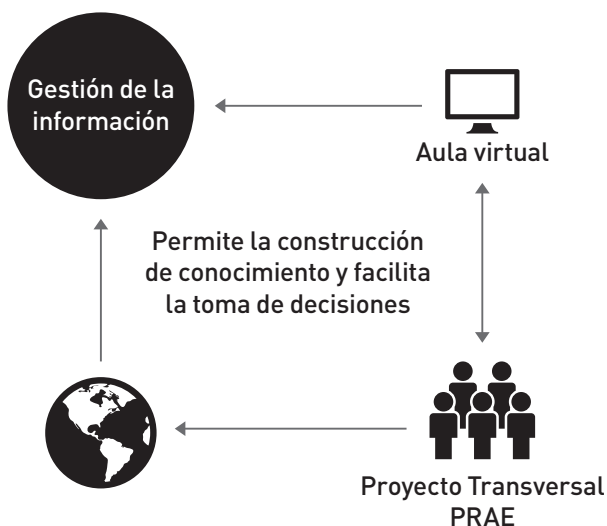 Gestión de la
información
Aula virtual
Permite la construcción
de conocimiento y facilita
la toma de decisiones
Proyecto Transversal
PRAE